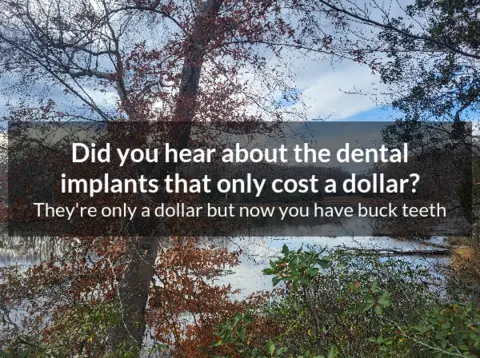 Did you hear about the dental
implants that only cost a dollar?
They're only a dollar but now you have buck teeth